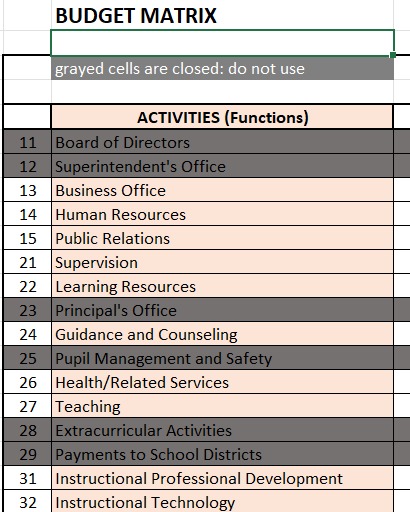 BUDGET MATRIX
grayed cells are closed: do not use
ACTIVITIES (Functions)
11 Board of Directors
12 Superintendent's Office
13 Business Office
14 Human Resources
15 Public Relations
21 Supervision
22 Learning Resources
23 Principal's Office
24 Guidance and Counseling
25 Pupil Management and Safety
26 Health/Related Services
27 Teaching
28 Extracurricular Activities
29 Payments to School Districts
31 Instructional Professional Development
32 Instructional Technology